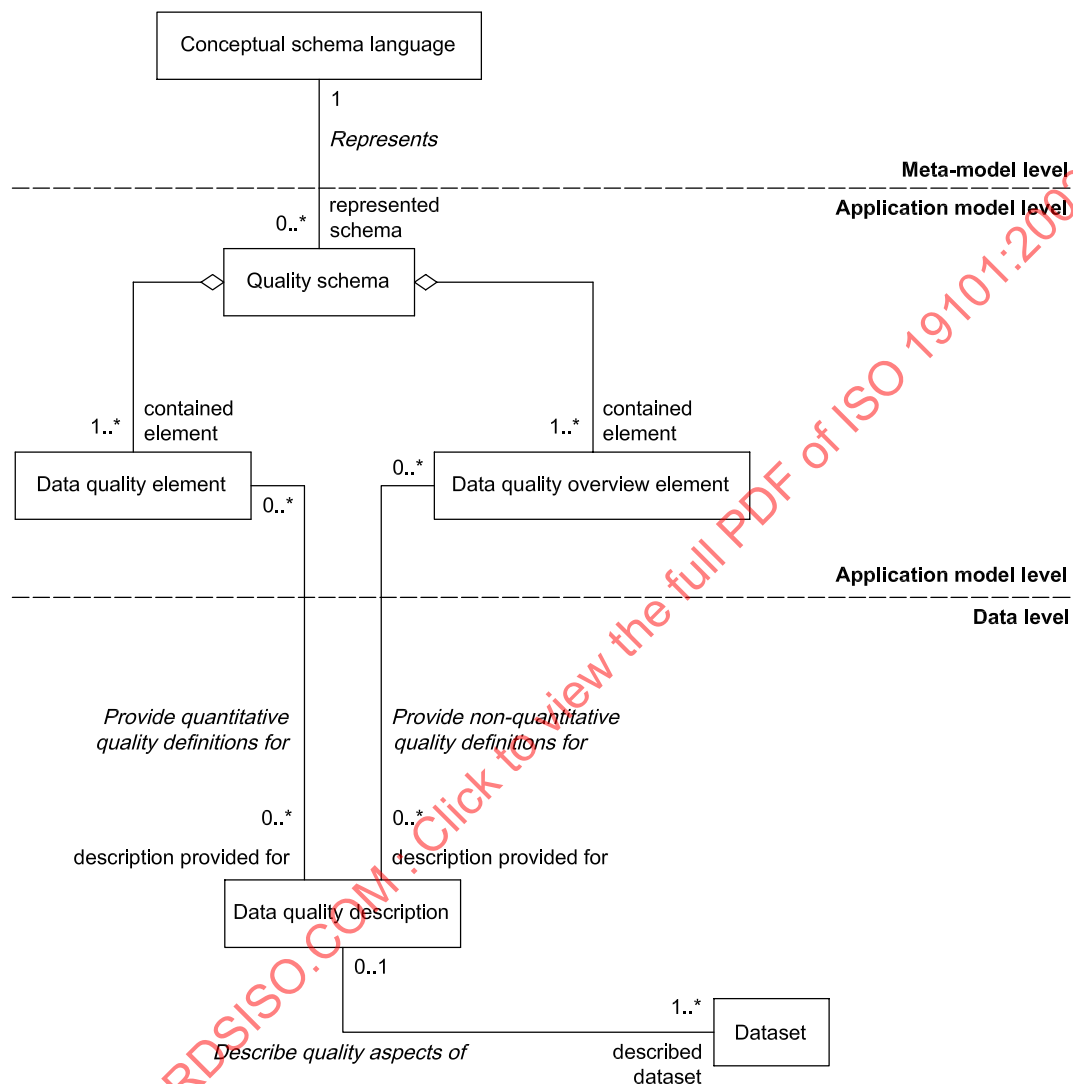 Conceptual schema language
1
Represents
Meta-model level
Application model level
represented
schema
0..*
Quality schema
contained
element
1..*
contained
element
1..*
Data quality element
0..*
Data quality overview element
0..*
Application model level
Data level
Provide quantitative
quality definitions for
Provide non-quantitative
quality definitions for
0..*
0..*
description provided for
description provided for
Data quality description
0..1
1..*
Dataset
Describe quality aspects of
described
dataset
RDSISO.COM : Click to view the full PDF of ISO 19101:200